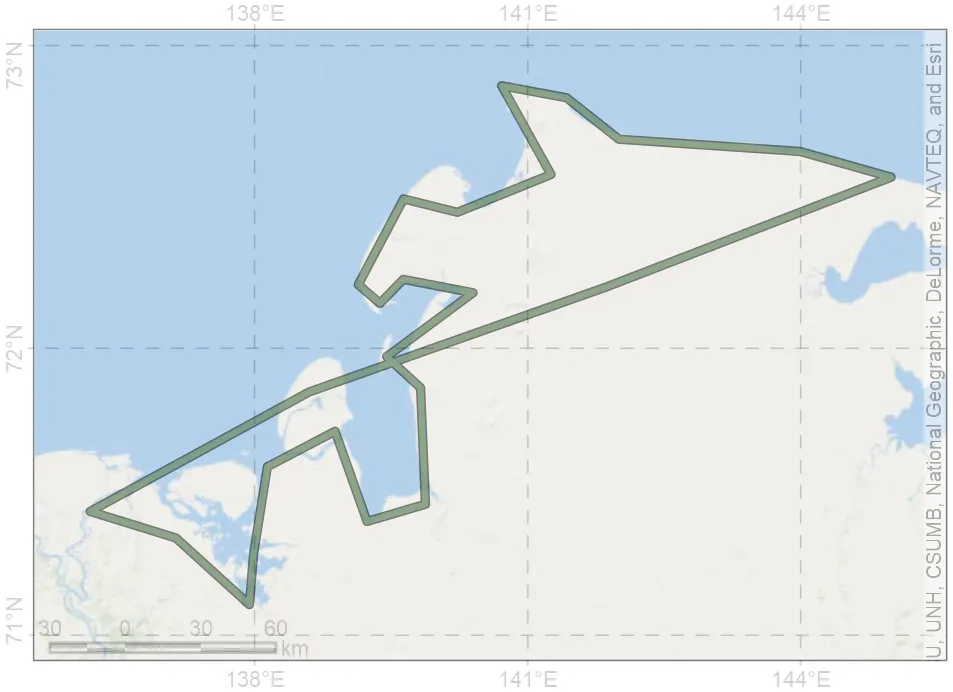 138°E 141°E 144°E
73°N
72°N
71°N
U, UNH, CSUMB, National Geographic, DeLorme, NAVTEQ, and Esri
30 0 30 60
km
138°E 141°E 144°E